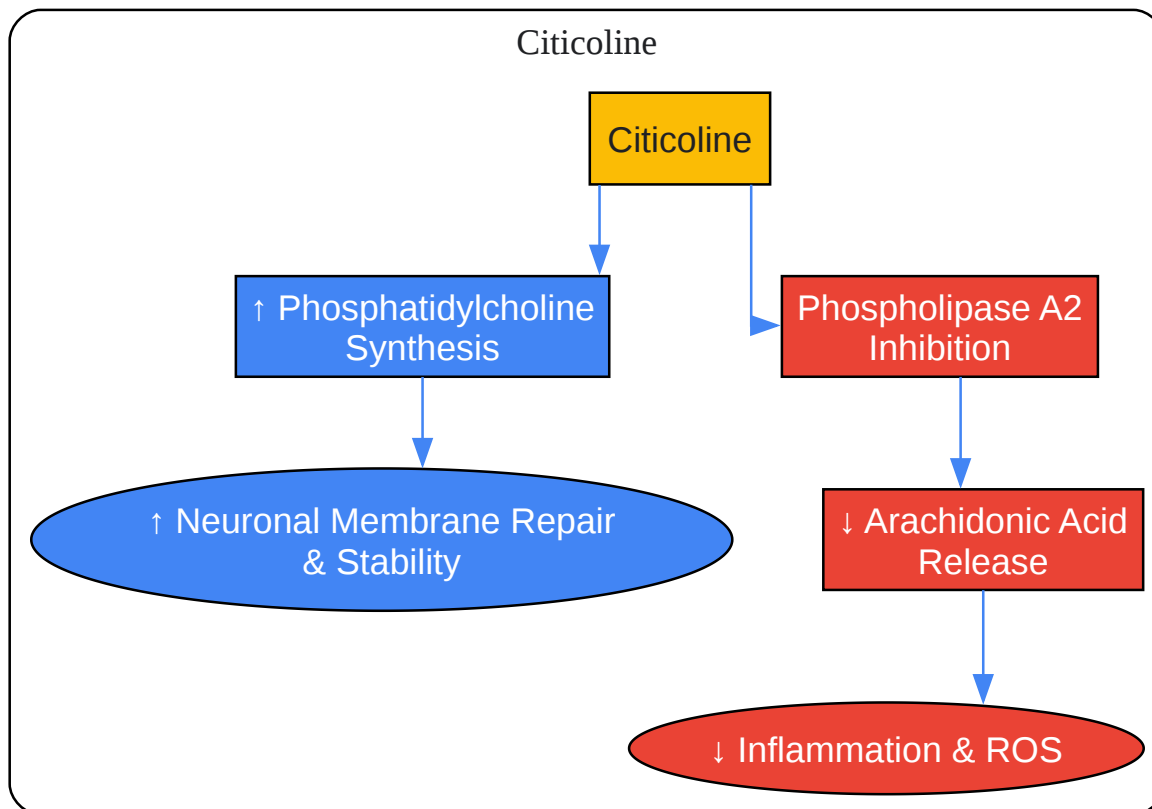 Citicoline
Citicoline
↑ Phosphatidylcholine
Synthesis
Phospholipase A2
Inhibition
↑ Neuronal Membrane Repair
& Stability
↓ Arachidonic Acid
Release
↓ Inflammation & ROS